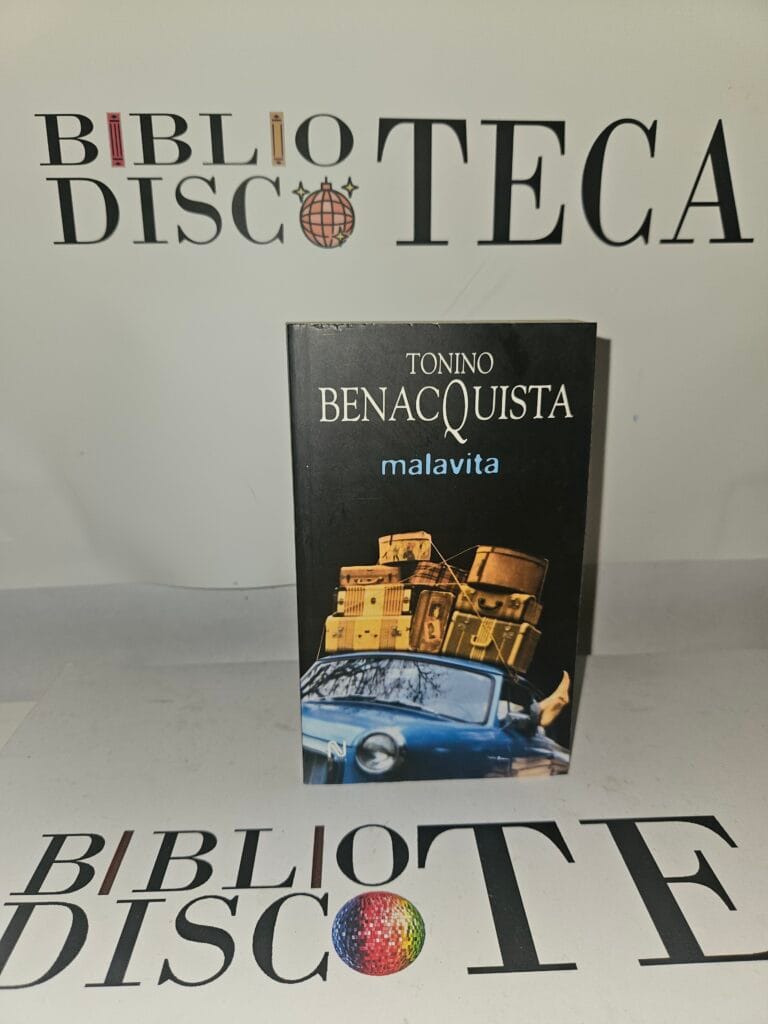 BIBLIO
DISCOTECA
TONINO
BENACQUISTA
malavita
N
BIBLIO
DISCOTE